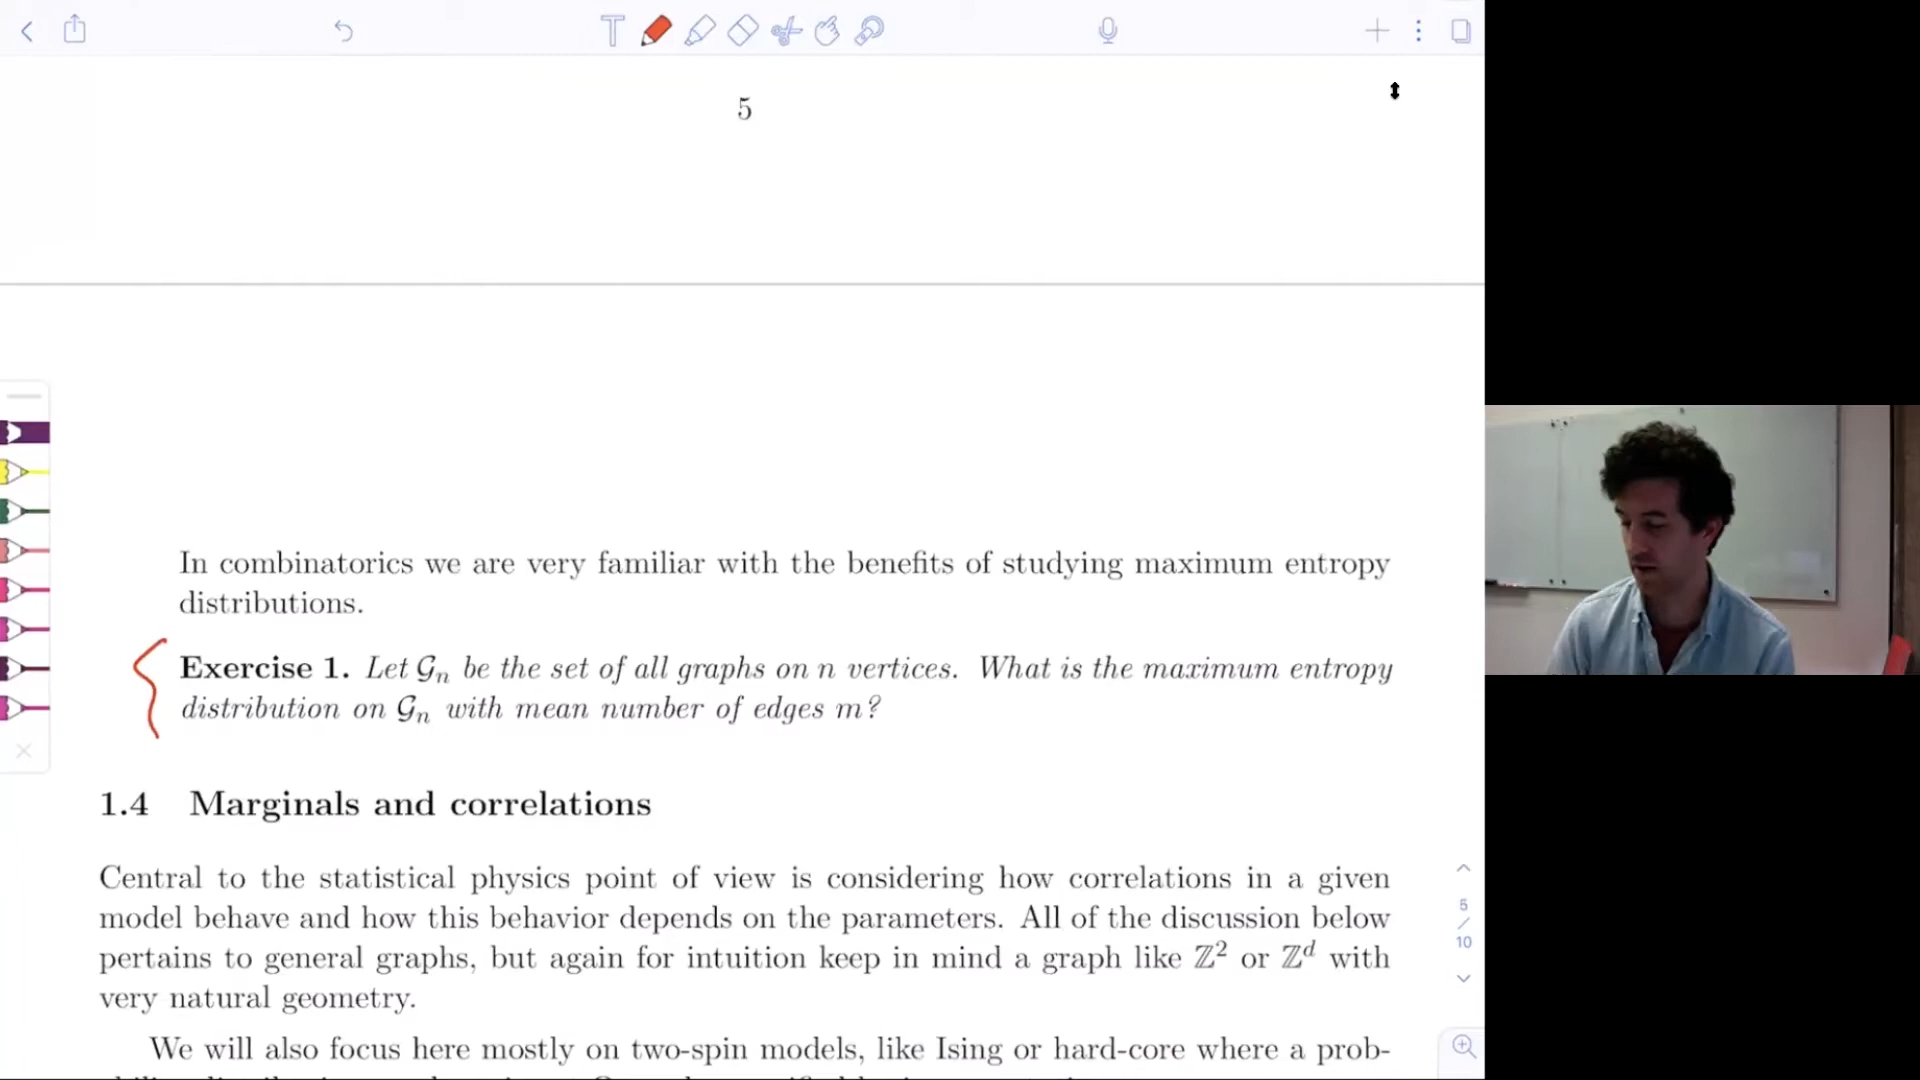 5
In combinatorics we are very familiar with the benefits of studying maximum entropy
distributions.
Exercise 1. Let 𝒢ₙ be the set of all graphs on n vertices. What is the maximum entropy
distribution on 𝒢ₙ with mean number of edges m?
1.4 Marginals and correlations
Central to the statistical physics point of view is considering how correlations in a given
model behave and how this behavior depends on the parameters. All of the discussion below
pertains to general graphs, but again for intuition keep in mind a graph like ℤ² or ℤᵈ with
very natural geometry.
5
/
10
We will also focus here mostly on two-spin models, like Ising or hard-core where a prob-